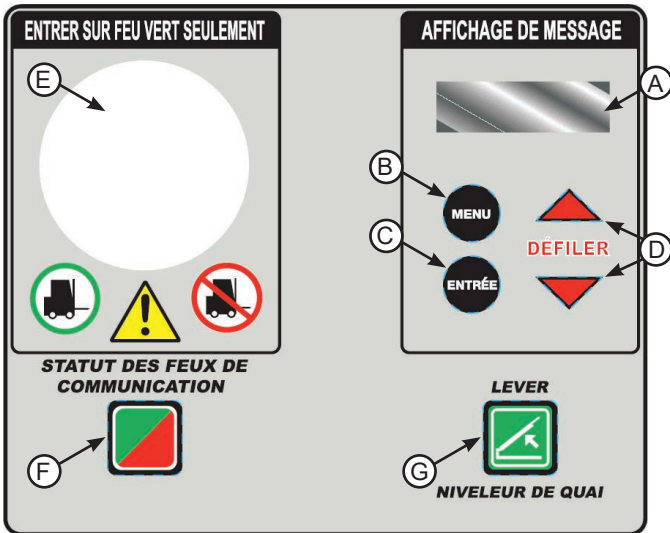 ENTRER SUR FEU VERT SEULEMENT
E
STATUT DES FEUX DE
COMMUNICATION
F
AFFICHAGE DE MESSAGE
A
B
MENU
C
ENTRÉE
DÉFILER
D
LEVER
G
NIVELEUR DE QUAI